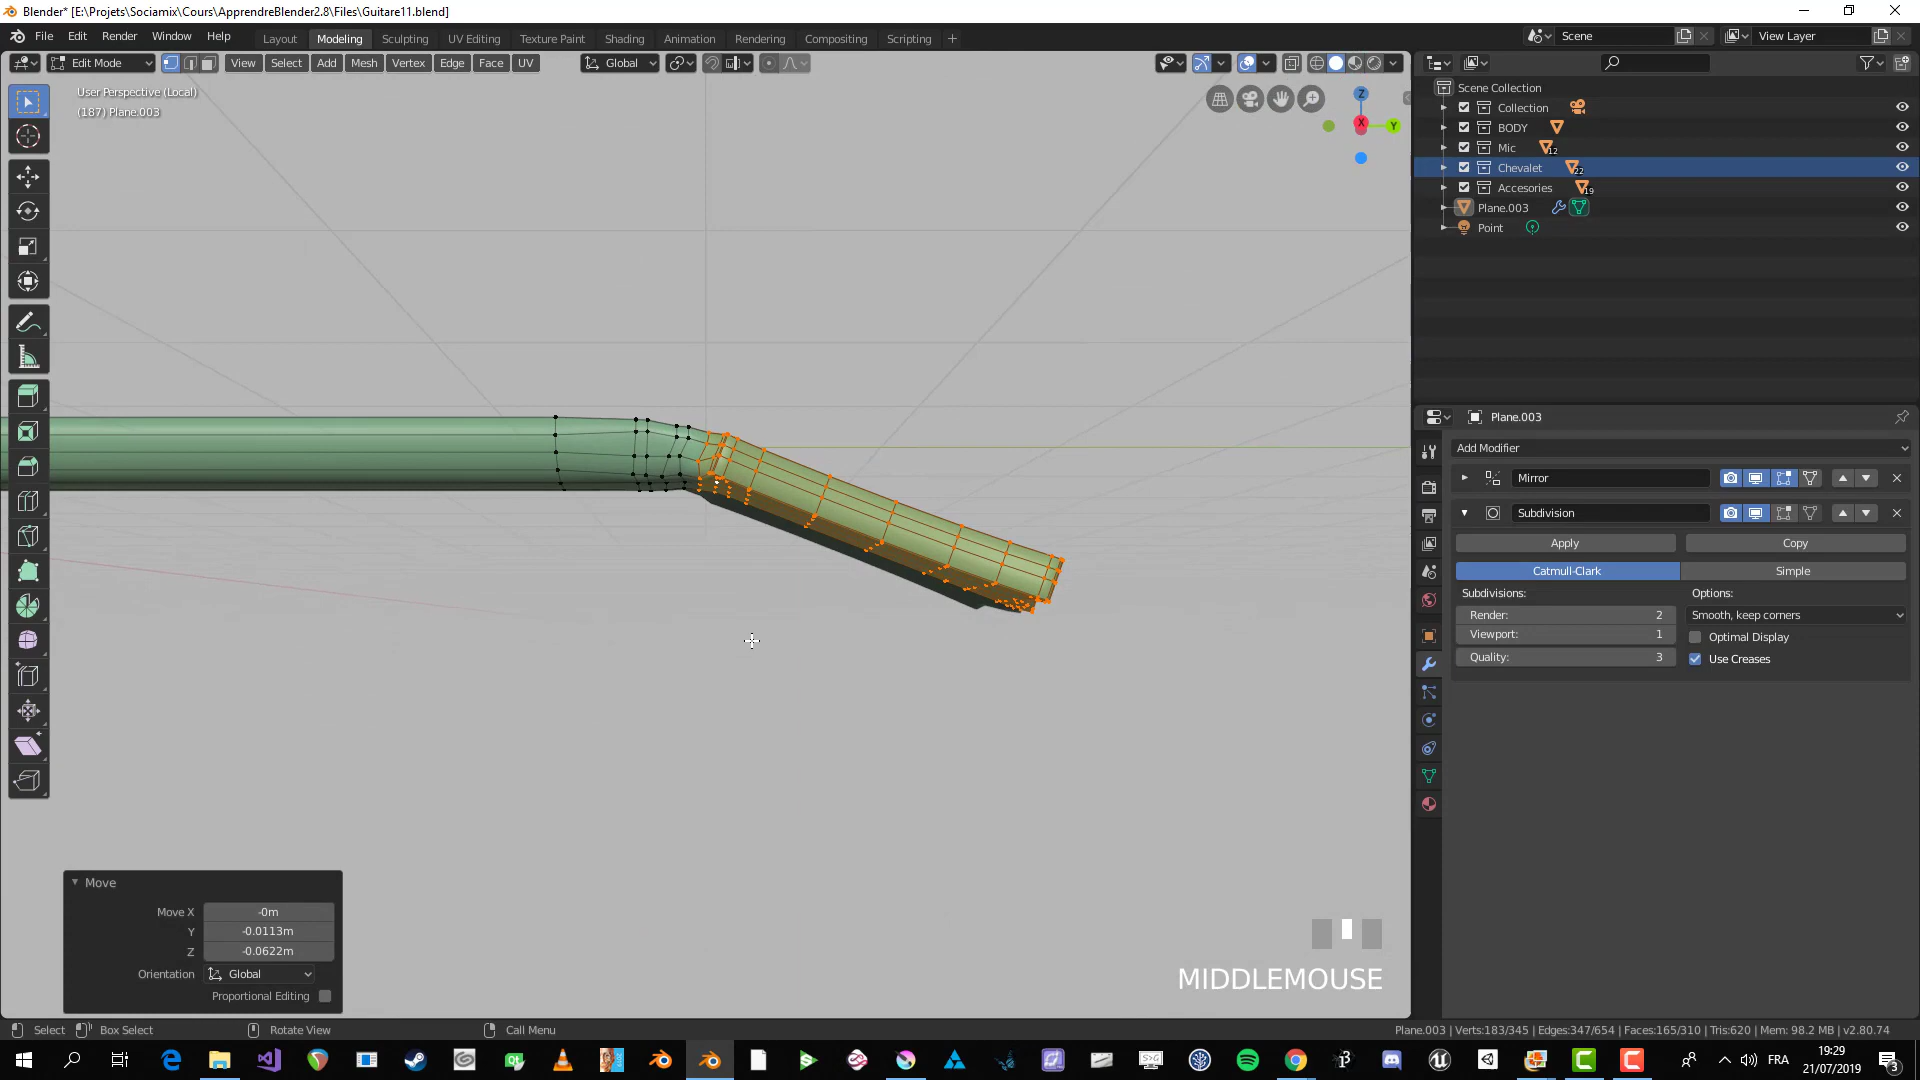 Blender* [E:\Projets\Sociamix\Cours\ApprendreBlender2.8\Files\Guitare11.blend]
File Edit Render Window Help
Layout Modeling Sculpting UV Editing Texture Paint Shading Animation Rendering Compositing Scripting
Scene
View Layer
Edit Mode
View Select Add Mesh Vertex Edge Face UV
Global
User Perspective (Local)
(187) Plane.003
Z
X
Y
Scene Collection
Collection
BODY
Mic
12
Chevalet
22
Accesories
19
Plane.003
Point
Plane.003
Add Modifier
Mirror
Subdivision
Apply
Copy
Catmull-Clark
Simple
Subdivisions:
Options:
Render: 2
Smooth, keep corners
Viewport: 1
Optimal Display
Quality: 3
Use Creases
Move
Move X -0m
Y -0.0113m
Z -0.0622m
Orientation Global
Proportional Editing
MIDDLEMOUSE
Select
Box Select
Rotate View
Call Menu
Plane.003 | Verts:183/345 | Edges:347/654 | Faces:165/310 | Tris:620 | Mem: 98.2 MB | v2.80.74
FRA
19:29
21/07/2019
3